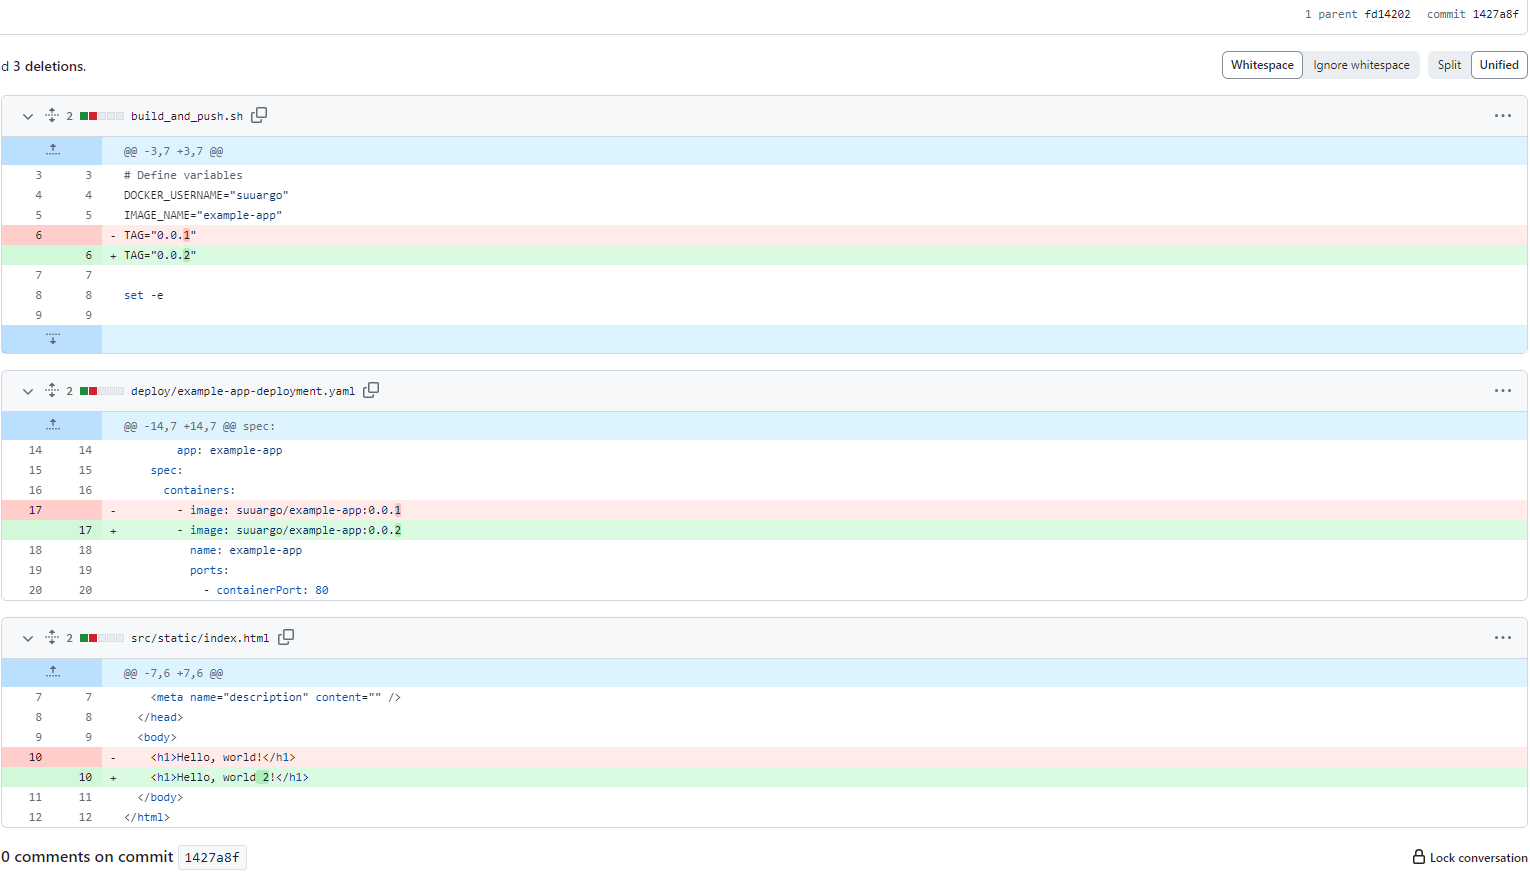 1 parent fd14202 commit 1427a8f
d 3 deletions.
Whitespace Ignore whitespace Split Unified
2 build_and_push.sh
@@ -3,7 +3,7 @@
3 3 # Define variables
4 4 DOCKER_USERNAME="suuargo"
5 5 IMAGE_NAME="example-app"
6 - TAG="0.0.1"
6 + TAG="0.0.2"
7 7
8 8 set -e
9 9
2 deploy/example-app-deployment.yaml
@@ -14,7 +14,7 @@ spec:
14 14 app: example-app
15 15 spec:
16 16 containers:
17 - - image: suuargo/example-app:0.0.1
17 + - image: suuargo/example-app:0.0.2
18 18 name: example-app
19 19 ports:
20 20 - containerPort: 80
2 src/static/index.html
@@ -7,6 +7,6 @@
7 7 <meta name="description" content="" />
8 8 </head>
9 9 <body>
10 - <h1>Hello, world!</h1>
10 + <h1>Hello, world 2!</h1>
11 11 </body>
12 12 </html>
0 comments on commit 1427a8f
Lock conversation